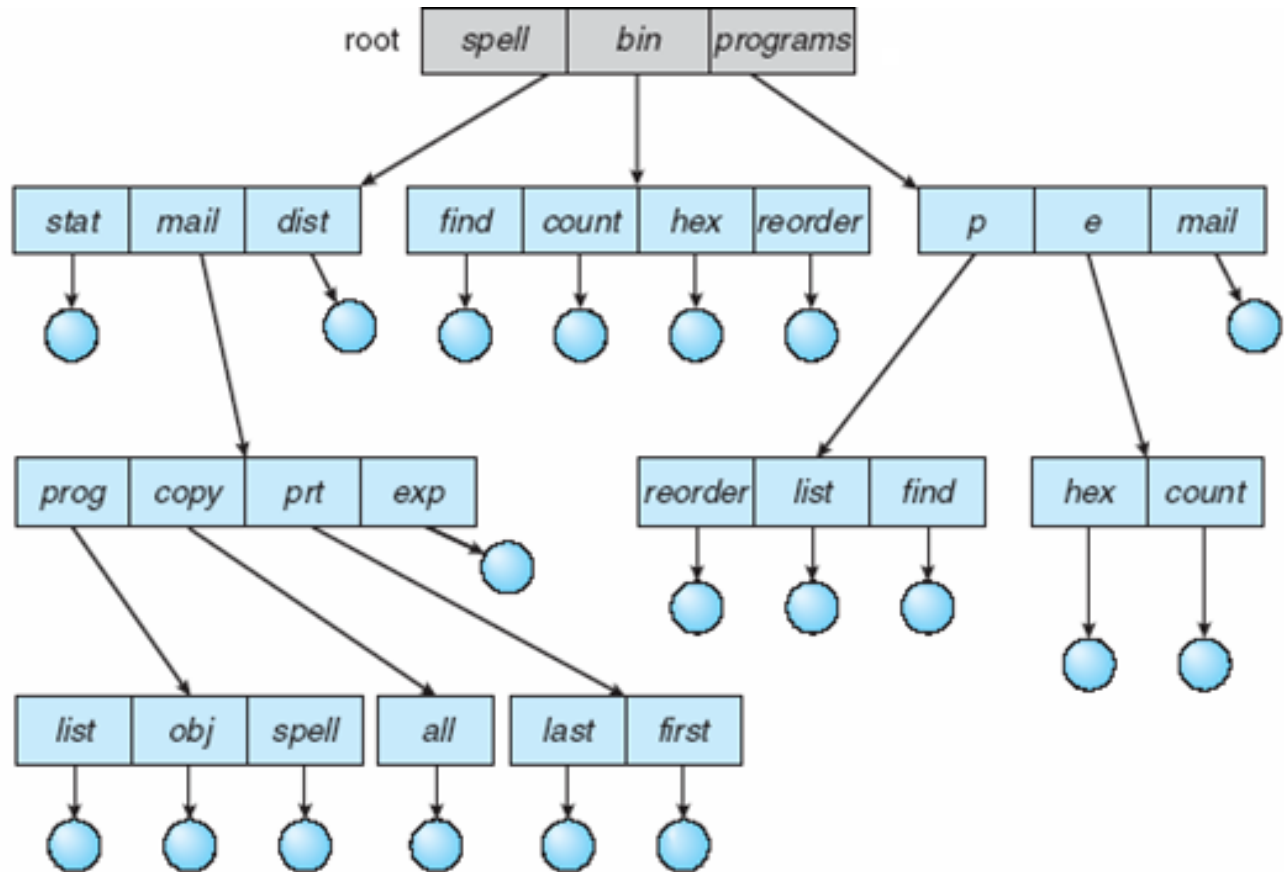 root spell bin programs
stat mail dist find count hex reorder p e mail
prog copy prt exp reorder list find hex count
list obj spell all last first